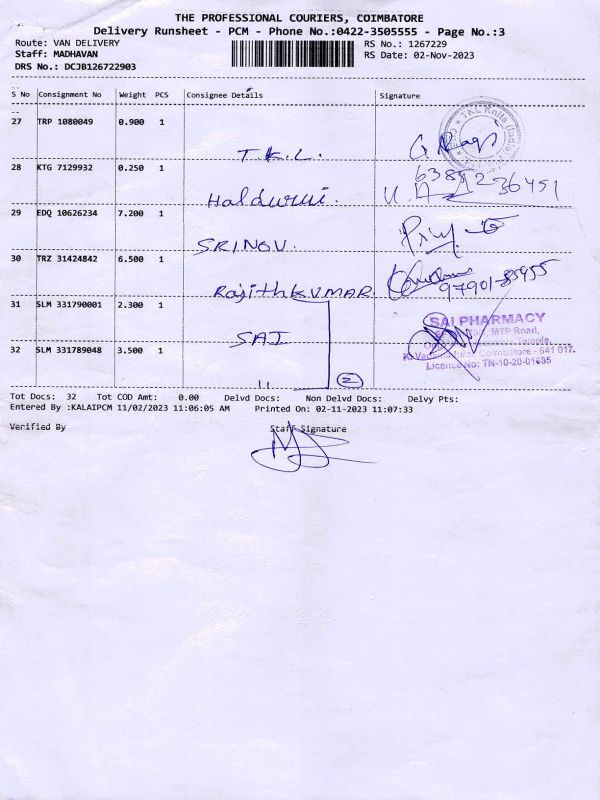 THE PROFESSIONAL COURIERS, COIMBATORE
Delivery Runsheet - PCM - Phone No.:0422-3505555 - Page No.:3
Route: VAN DELIVERY RS No.: 1267229
Staff: MADHAVAN RS Date: 02-Nov-2023
DRS No.: DCJB126722903
S No Consignment No Weight PCS Consignee Details Signature
27 TRP 1080049 0.900 1
T.K.L.
28 KTG 7129932 0.250 1
29 EDQ 10626234 7.200 1
SRINOV.
30 TRZ 31424842 6.500 1
RajithKUMAR 97901-85955
31 SLM 331790001 2.300 1
SAI
SAI PHARMACY
MTP Road,
Temple,
Coimbatore - 641 017.
Licence No: TN-10-20-01685
32 SLM 331789048 3.500 1
11 2
Tot Docs: 32 Tot COD Amt: 0.00 Delvd Docs: Non Delvd Docs: Delvy Pts:
Entered By :KALAIPCM 11/02/2023 11:06:05 AM Printed On: 02-11-2023 11:07:33
Verified By Staff Signature